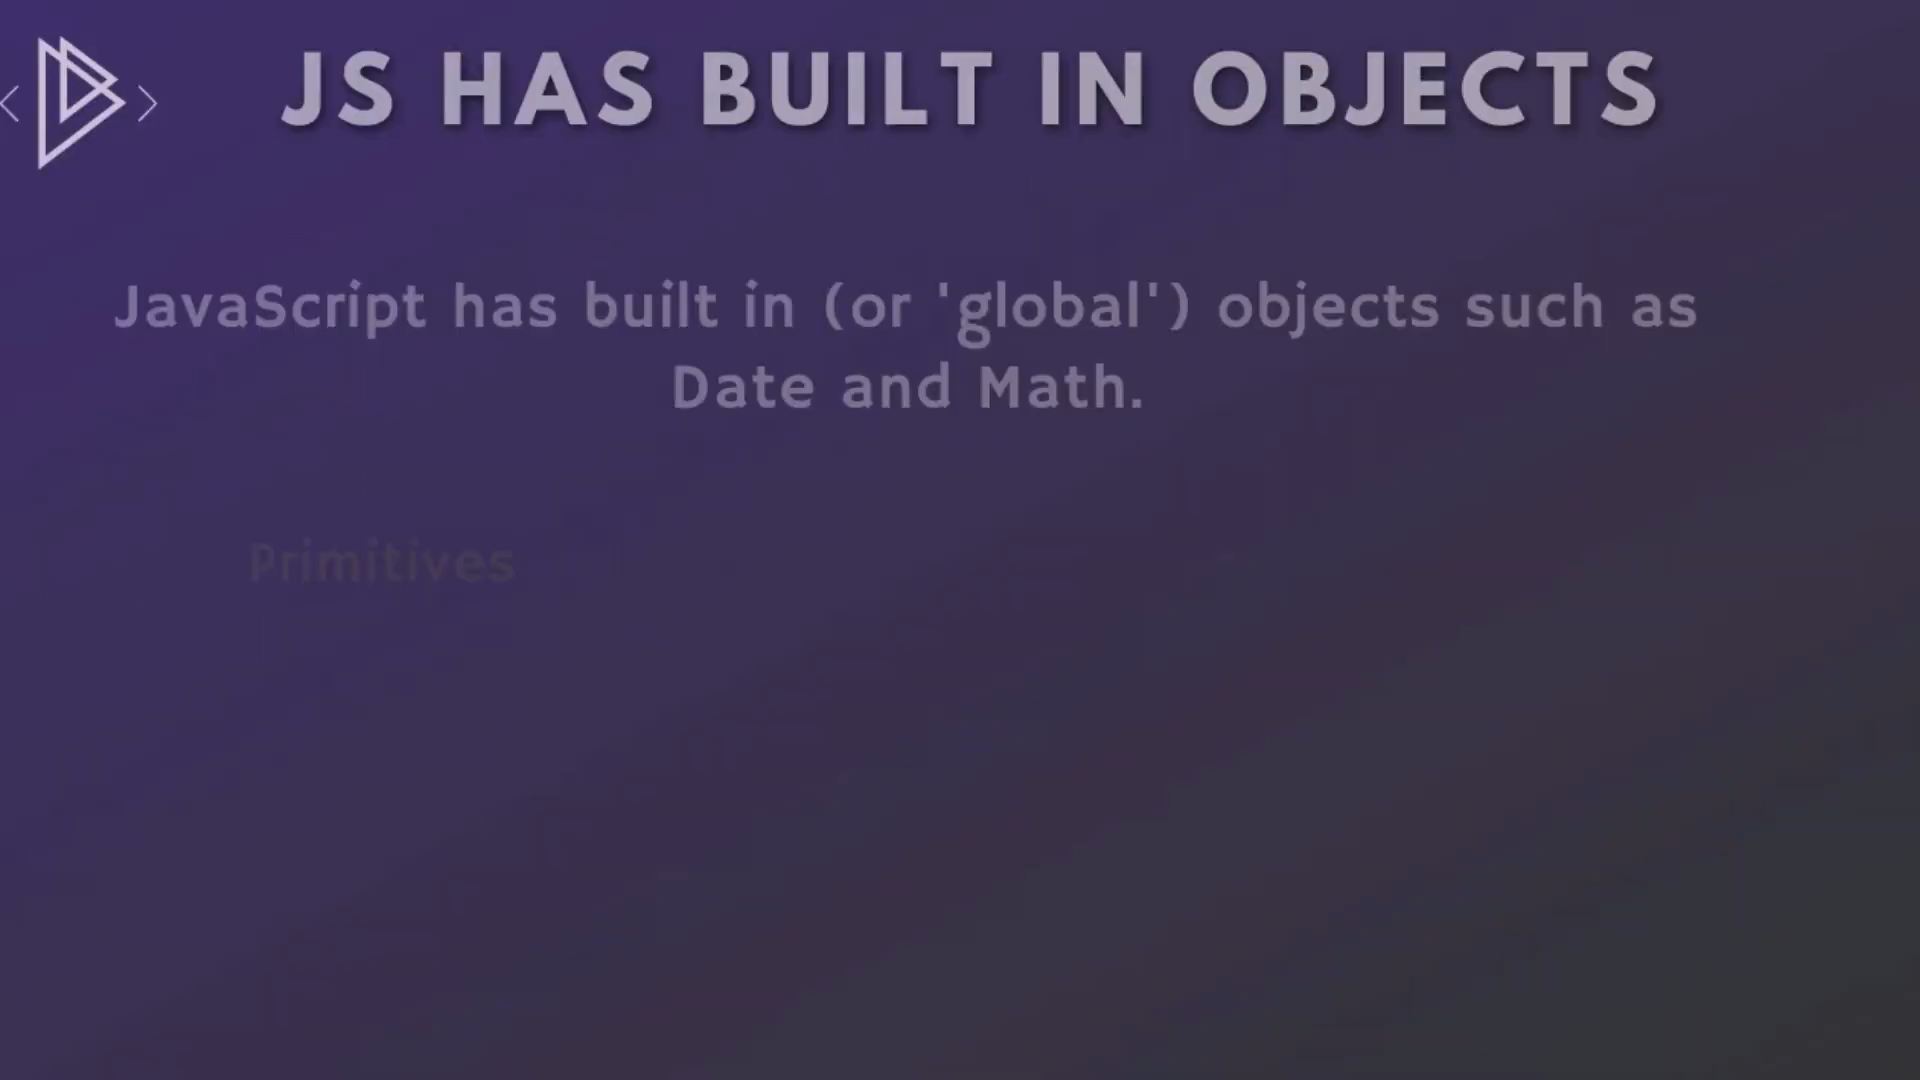 JS HAS BUILT IN OBJECTS
JavaScript has built in (or 'global') objects such as
Date and Math.
Primitives